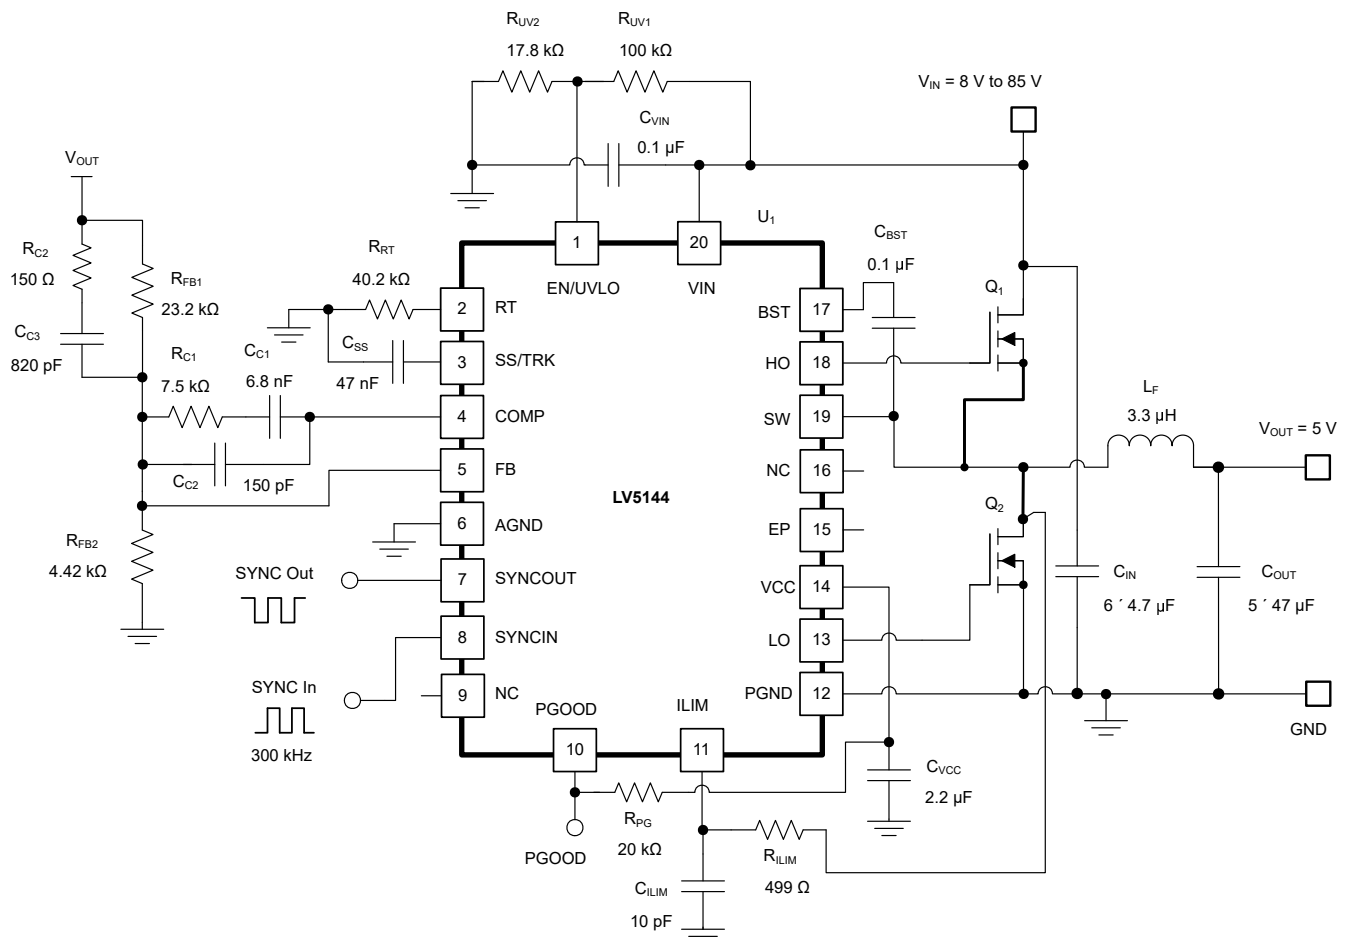 RUV2
17.8 kΩ
RUV1
100 kΩ
VIN = 8 V to 85 V
CVIN
0.1 µF
VOUT
U1
RC2
150 Ω
RFB1
23.2 kΩ
CC3
820 pF
RRT
40.2 kΩ
CSS
47 nF
RC1
7.5 kΩ
CC1
6.8 nF
CC2
150 pF
RFB2
4.42 kΩ
SYNC Out
SYNC In
300 kHz
1
EN/UVLO
20
VIN
2
RT
3
SS/TRK
4
COMP
5
FB
6
AGND
7
SYNCOUT
8
SYNCIN
9
NC
LV5144
BST
17
HO
18
SW
19
NC
16
EP
15
VCC
14
LO
13
PGND
12
PGOOD
10
ILIM
11
CBST
0.1 µF
Q1
Q2
LF
3.3 µH
VOUT = 5 V
CIN
6 ´ 4.7 µF
COUT
5 ´ 47 µF
GND
CVCC
2.2 µF
RPG
20 kΩ
PGOOD
RILIM
499 Ω
CILIM
10 pF